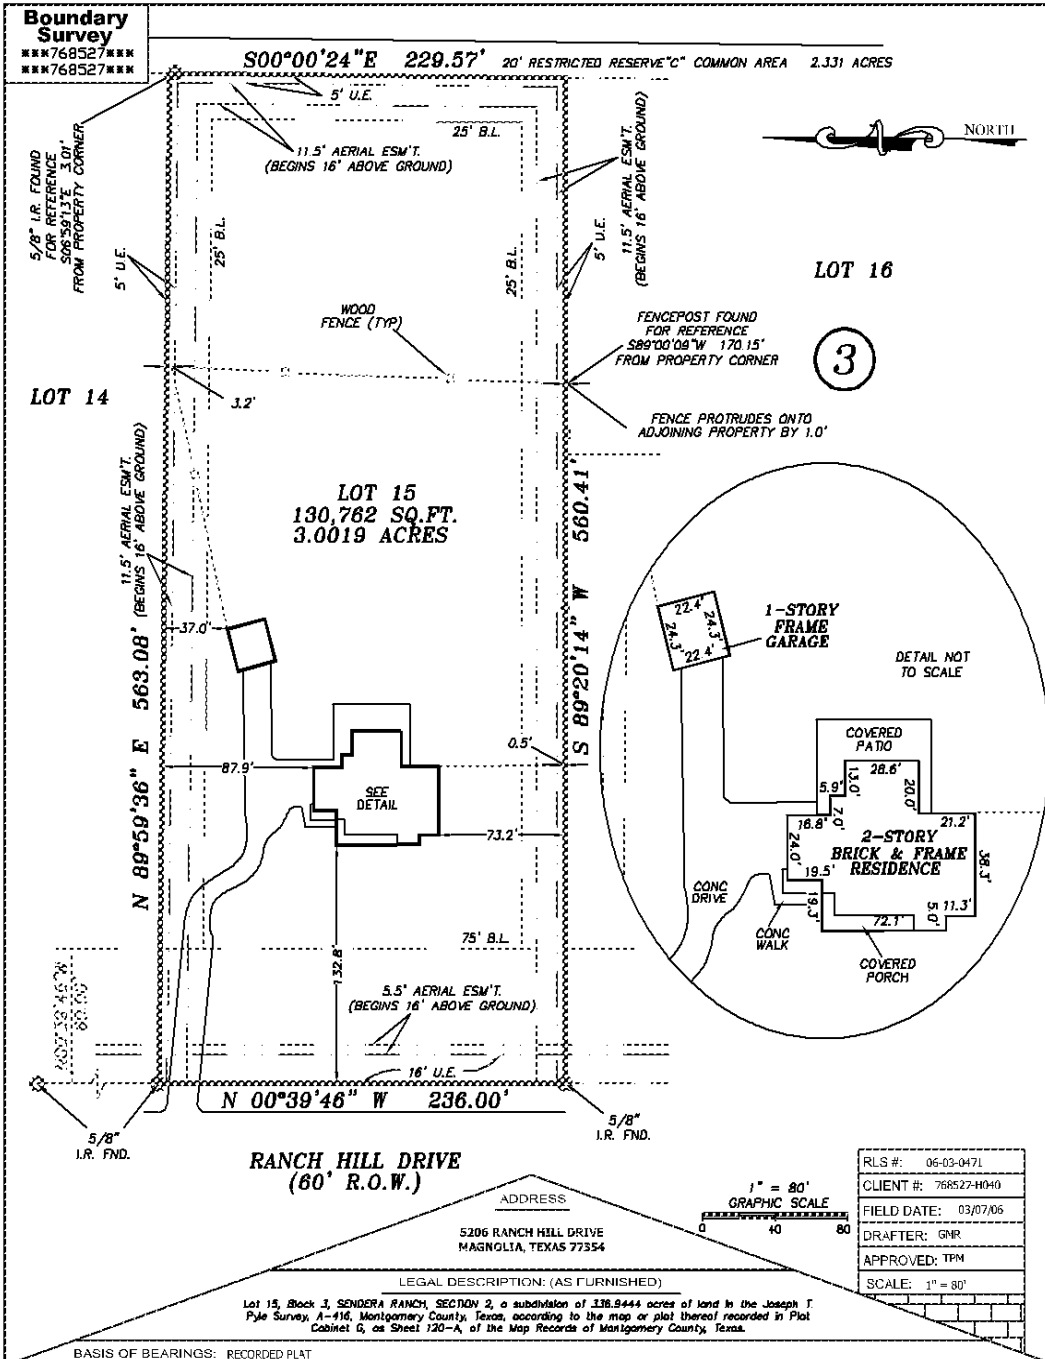 Boundary
Survey
***768527***
***768527***
S00°00'24"E 229.57'
20' RESTRICTED RESERVE"C" COMMON AREA 2.331 ACRES
5' U.E.
25' B.L.
11.5' AERIAL ESM'T.
(BEGINS 16' ABOVE GROUND)
11.5' AERIAL ESM'T.
(BEGINS 16' ABOVE GROUND)
NORTH
5/8" I.R. FOUND
FOR REFERENCE
S06°59'13"E 3.01'
FROM PROPERTY CORNER
5' U.E.
25' B.L.
25' B.L.
5' U.E.
LOT 16
WOOD
FENCE (TYP)
FENCEPOST FOUND
FOR REFERENCE
S89°00'09"W 170.15'
FROM PROPERTY CORNER
3
LOT 14
3.2'
FENCE PROTRUDES ONTO
ADJOINING PROPERTY BY 1.0'
LOT 15
130,762 SQ.FT.
3.0019 ACRES
11.5' AERIAL ESM'T.
(BEGINS 16' ABOVE GROUND)
S 89°20'14" W 560.41'
N 89°59'36" E 563.08'
37.0'
22.4'
24.3'
24.3'
22.4'
1-STORY
FRAME
GARAGE
DETAIL NOT
TO SCALE
0.5'
87.9'
SEE
DETAIL
73.2'
COVERED
PATIO
28.6'
13.0'
5.9'
20.0'
7.0'
16.8'
21.2'
24.0'
2-STORY
BRICK & FRAME
RESIDENCE
38.3'
19.5'
19.3'
CONC
DRIVE
CONC
WALK
72.1'
5.0'
11.3'
COVERED
PORCH
75' B.L.
132.8'
5.5' AERIAL ESM'T.
(BEGINS 16' ABOVE GROUND)
N00°39'46"W
60.00'
16' U.E.
N 00°39'46" W 236.00'
5/8"
I.R. FND.
5/8"
I.R. FND.
RANCH HILL DRIVE
(60' R.O.W.)
1" = 80'
GRAPHIC SCALE
0 40 80
RLS #: 06-03-0471
CLIENT #: 768527-H040
FIELD DATE: 03/07/06
DRAFTER: GMR
APPROVED: TPM
SCALE: 1" = 80'
ADDRESS
5206 RANCH HILL DRIVE
MAGNOLIA, TEXAS 77354
LEGAL DESCRIPTION: (AS FURNISHED)
Lot 15, Block 3, SENDERA RANCH, SECTION 2, a subdivision of 336.9444 acres of land in the Joseph T.
Pyle Survey, A-416, Montgomery County, Texas, according to the map or plat thereof recorded in Plat
Cabinet G, as Sheet 120-A, of the Map Records of Montgomery County, Texas.
BASIS OF BEARINGS: RECORDED PLAT